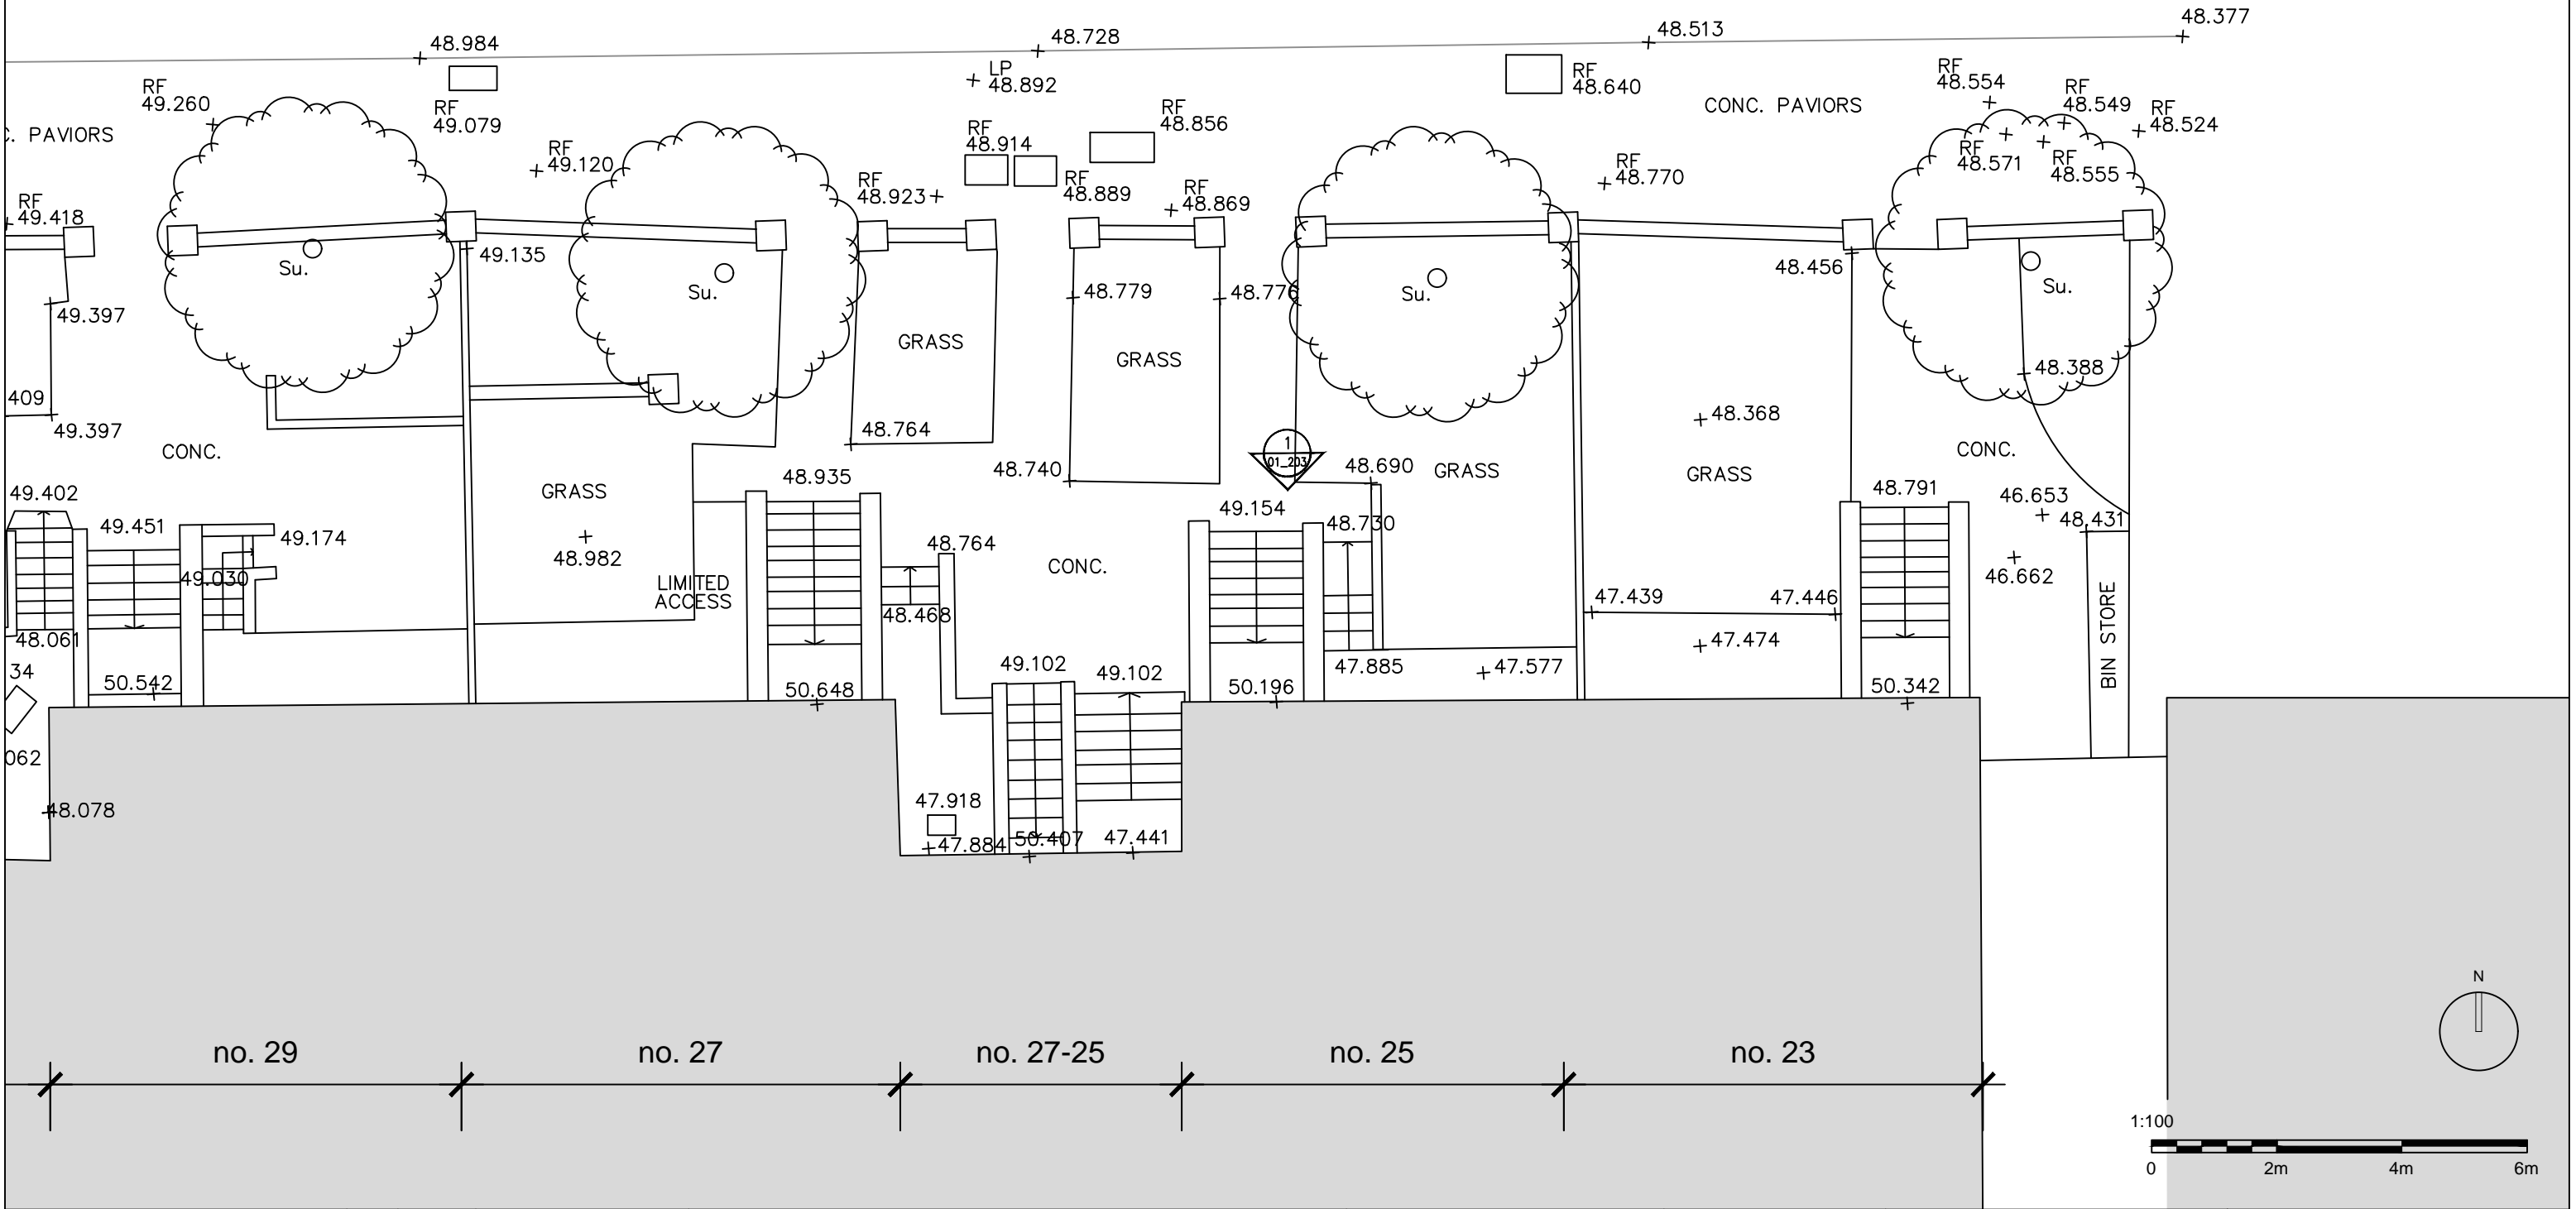 48.377
48.513
48.728
48.984
LP
48.892
RF
48.640
RF
48.554
RF
48.549
RF
48.524
RF
49.260
RF
49.079
RF
48.856
CONC. PAVIORS
C. PAVIORS
RF
48.914
RF
49.120
RF
48.571
RF
48.555
RF
48.770
RF
48.923
RF
48.889
RF
48.869
RF
49.418
49.135
Su.
Su.
Su.
Su.
48.456
48.779
48.776
49.397
GRASS
GRASS
48.388
409
49.397
48.764
48.368
CONC.
CONC.
48.740
48.690
1
01_203
GRASS
GRASS
GRASS
49.402
48.935
49.154
48.791
46.653
49.451
49.174
48.730
48.431
48.982
48.764
CONC.
46.662
49.030
LIMITED
ACCESS
47.439
47.446
BIN STORE
48.468
48.061
47.474
34
49.102
49.102
47.885
47.577
50.542
50.648
50.196
50.342
062
48.078
47.918
47.884
50.407
47.441
N
no. 29
no. 27
no. 27-25
no. 25
no. 23
1:100
0
2m
4m
6m